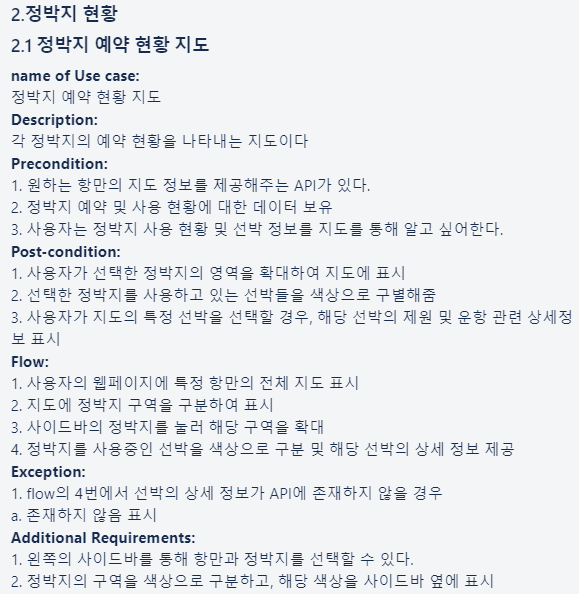 2.정박지 현황
2.1 정박지 예약 현황 지도
name of Use case:
정박지 예약 현황 지도
Description:
각 정박지의 예약 현황을 나타내는 지도이다
Precondition:
1. 원하는 항만의 지도 정보를 제공해주는 API가 있다.
2. 정박지 예약 및 사용 현황에 대한 데이터 보유
3. 사용자는 정박지 사용 현황 및 선박 정보를 지도를 통해 알고 싶어한다.
Post-condition:
1. 사용자가 선택한 정박지의 영역을 확대하여 지도에 표시
2. 선택한 정박지를 사용하고 있는 선박들을 색상으로 구별해줌
3. 사용자가 지도의 특정 선박을 선택할 경우, 해당 선박의 제원 및 운항 관련 상세정
보 표시
Flow:
1. 사용자의 웹페이지에 특정 항만의 전체 지도 표시
2. 지도에 정박지 구역을 구분하여 표시
3. 사이드바의 정박지를 눌러 해당 구역을 확대
4. 정박지를 사용중인 선박을 색상으로 구분 및 해당 선박의 상세 정보 제공
Exception:
1. flow의 4번에서 선박의 상세 정보가 API에 존재하지 않을 경우
a. 존재하지 않음 표시
Additional Requirements:
1. 왼쪽의 사이드바를 통해 항만과 정박지를 선택할 수 있다.
2. 정박지의 구역을 색상으로 구분하고, 해당 색상을 사이드바 옆에 표시